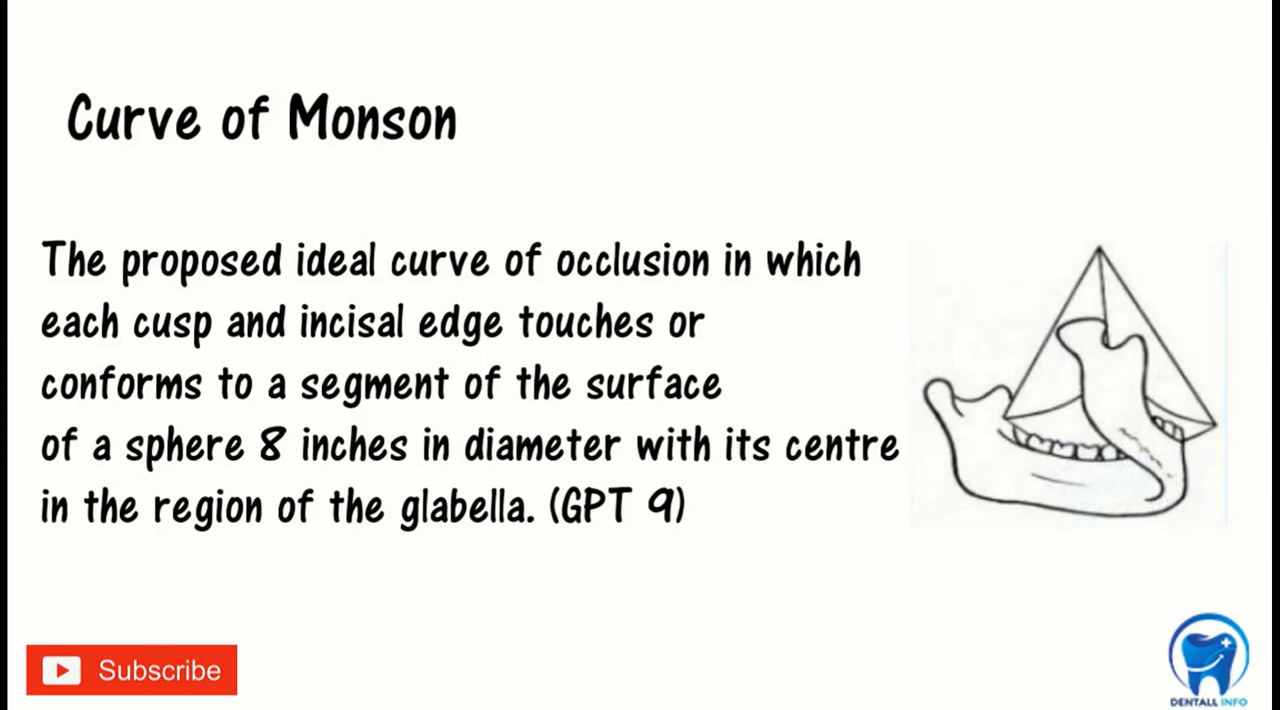 Curve of Monson
The proposed ideal curve of occlusion in which
each cusp and incisal edge touches or
conforms to a segment of the surface
of a sphere 8 inches in diameter with its centre
in the region of the glabella. (GPT 9)
Subscribe
DENTALL INFO